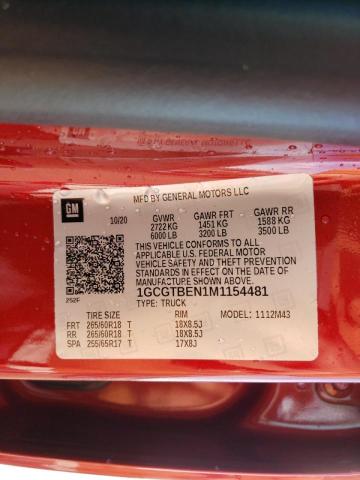 MFD BY GENERAL MOTORS LLC
GM
10/20
GVWR GAWR FRT GAWR RR
2722 KG 1451 KG 1588 KG
6000 LB 3200 LB 3500 LB
THIS VEHICLE CONFORMS TO ALL
APPLICABLE U.S. FEDERAL MOTOR
VEHICLE SAFETY AND THEFT PREVENTION
STANDARDS IN EFFECT ON THE DATE OF
MANUFACTURE SHOWN ABOVE.
252F
1GCGTBEN1M1154481
TYPE: TRUCK
TIRE SIZE RIM MODEL: 1112M43
FRT 265/60R18 T 18X8.5J
RR 265/60R18 T 18X8.5J
SPA 255/65R17 T 17X8J